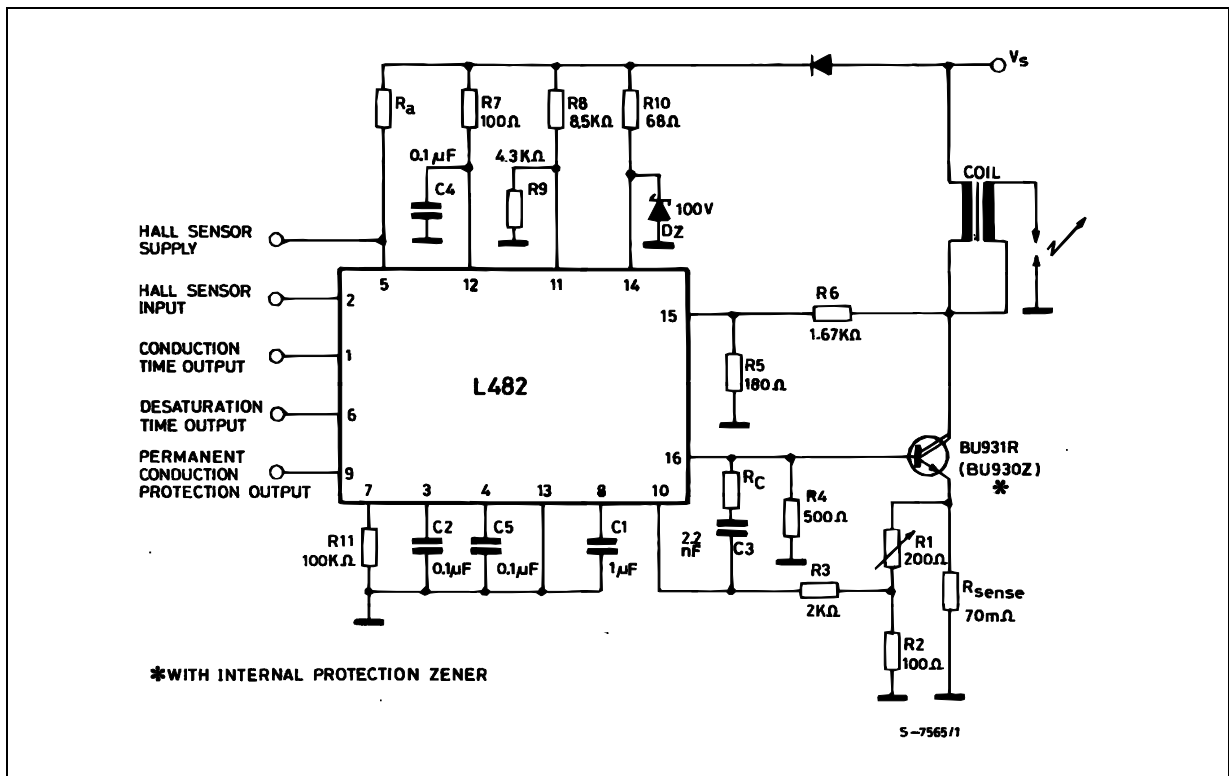 Vs
Ra
R7
100Ω
R8
8,5KΩ
R10
68Ω
0.1µF
C4
4.3KΩ
R9
100V
DZ
COIL
HALL SENSOR
SUPPLY
5
12
11
14
HALL SENSOR
INPUT
2
15
R6
1.67KΩ
CONDUCTION
TIME OUTPUT
1
R5
180Ω
L482
DESATURATION
TIME OUTPUT
6
PERMANENT
CONDUCTION
PROTECTION OUTPUT
9
16
BU931R
(BU930Z)
*
7
3
4
13
8
10
RC
R4
500Ω
R11
100KΩ
C2
0.1µF
C5
0.1µF
C1
1µF
2.2
nF
C3
R1
200Ω
R3
2KΩ
Rsense
70mΩ
R2
100Ω
*WITH INTERNAL PROTECTION ZENER
S-7565/1